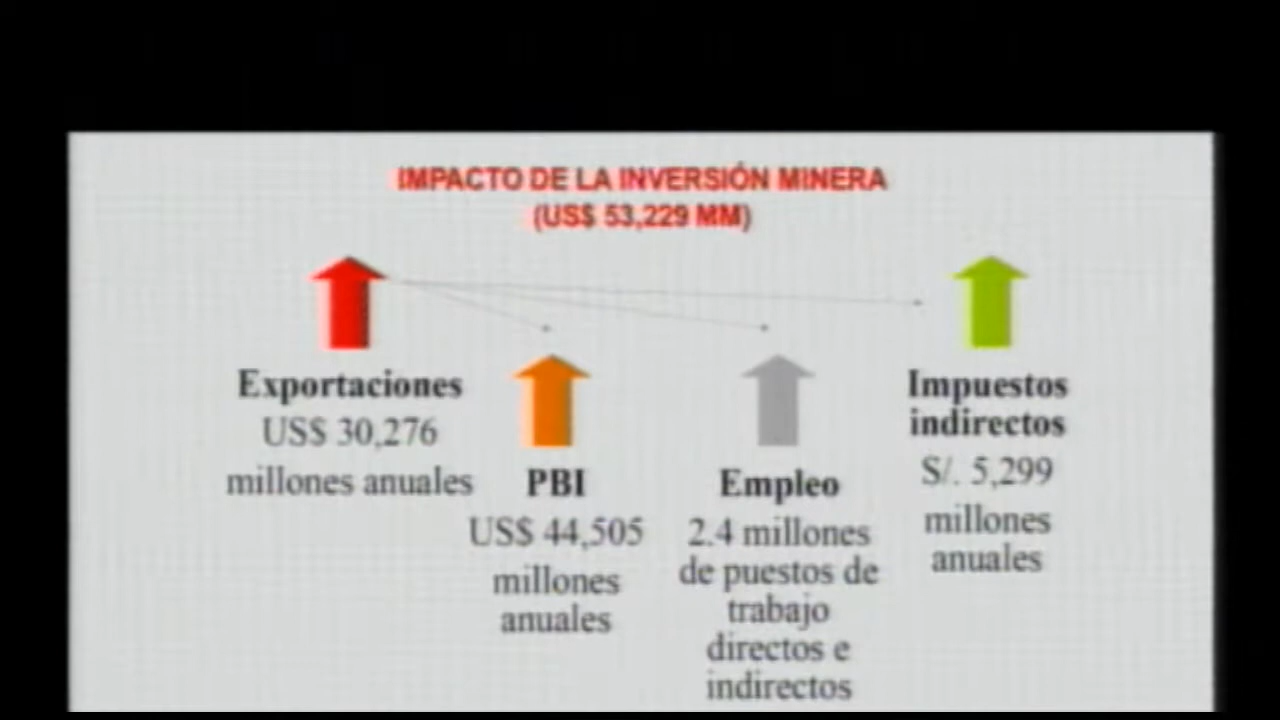 IMPACTO DE LA INVERSIÓN MINERA
(US$ 53,229 MM)
Exportaciones
US$ 30,276
millones anuales
PBI
US$ 44,505
millones
anuales
Empleo
2.4 millones
de puestos de
trabajo
directos e
indirectos
Impuestos
indirectos
S/. 5,299
millones
anuales